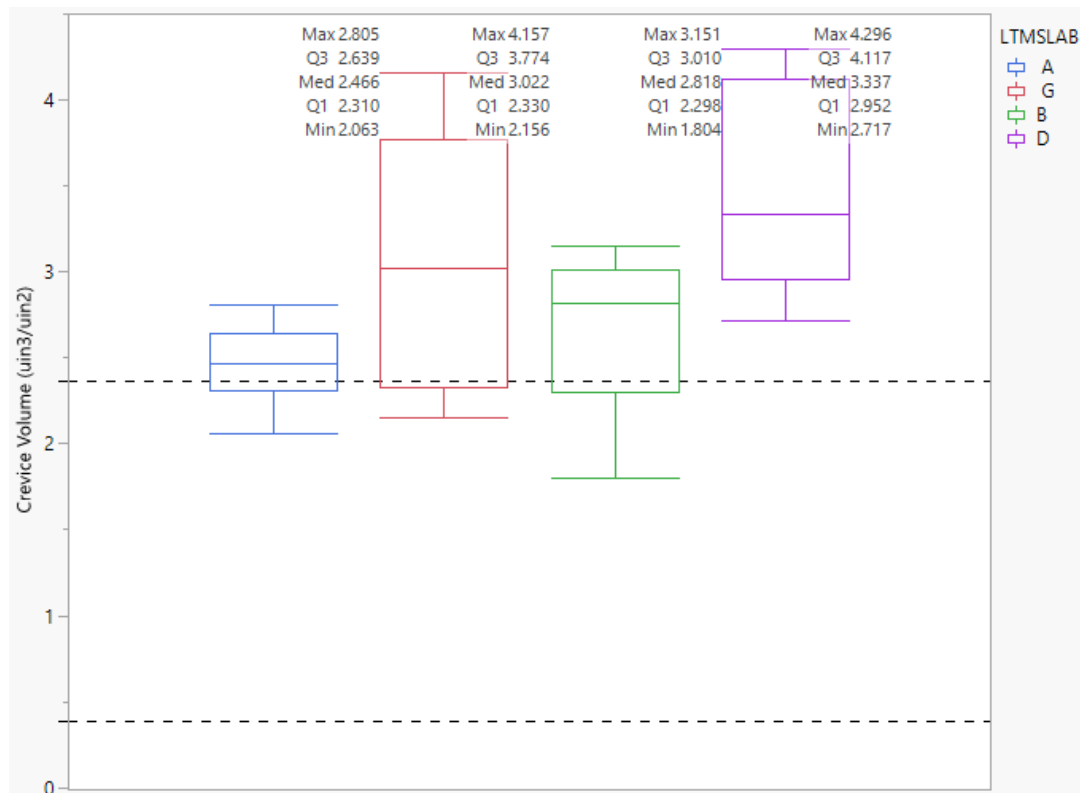 Max 2.805 Max 4.157 Max 3.151 Max 4.296
Q3 2.639 Q3 3.774 Q3 3.010 Q3 4.117
Med 2.466 Med 3.022 Med 2.818 Med 3.337
Q1 2.310 Q1 2.330 Q1 2.298 Q1 2.952
Min 2.063 Min 2.156 Min 1.804 Min 2.717
LTMSLAB
A
G
B
D
Crevice Volume (uin3/uin2)
4
3
2
1
0